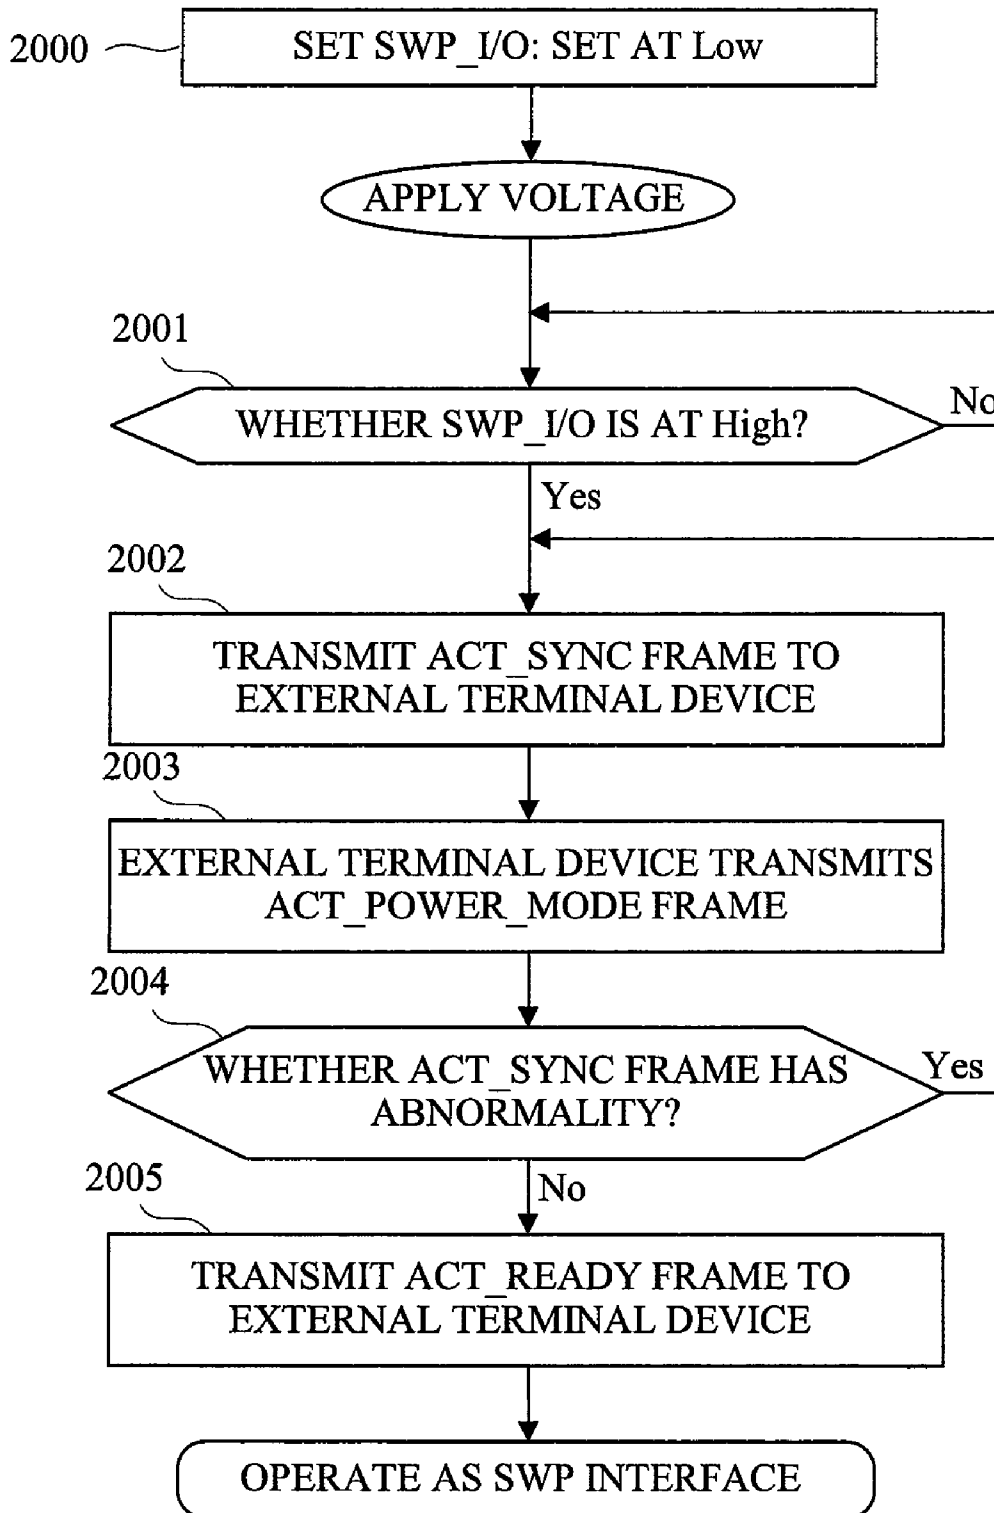 2000
SET SWP_I/O: SET AT Low
APPLY VOLTAGE
2001
WHETHER SWP_I/O IS AT High?
No
Yes
2002
TRANSMIT ACT_SYNC FRAME TO
EXTERNAL TERMINAL DEVICE
2003
EXTERNAL TERMINAL DEVICE TRANSMITS
ACT_POWER_MODE FRAME
2004
WHETHER ACT_SYNC FRAME HAS
ABNORMALITY?
Yes
No
2005
TRANSMIT ACT_READY FRAME TO
EXTERNAL TERMINAL DEVICE
OPERATE AS SWP INTERFACE